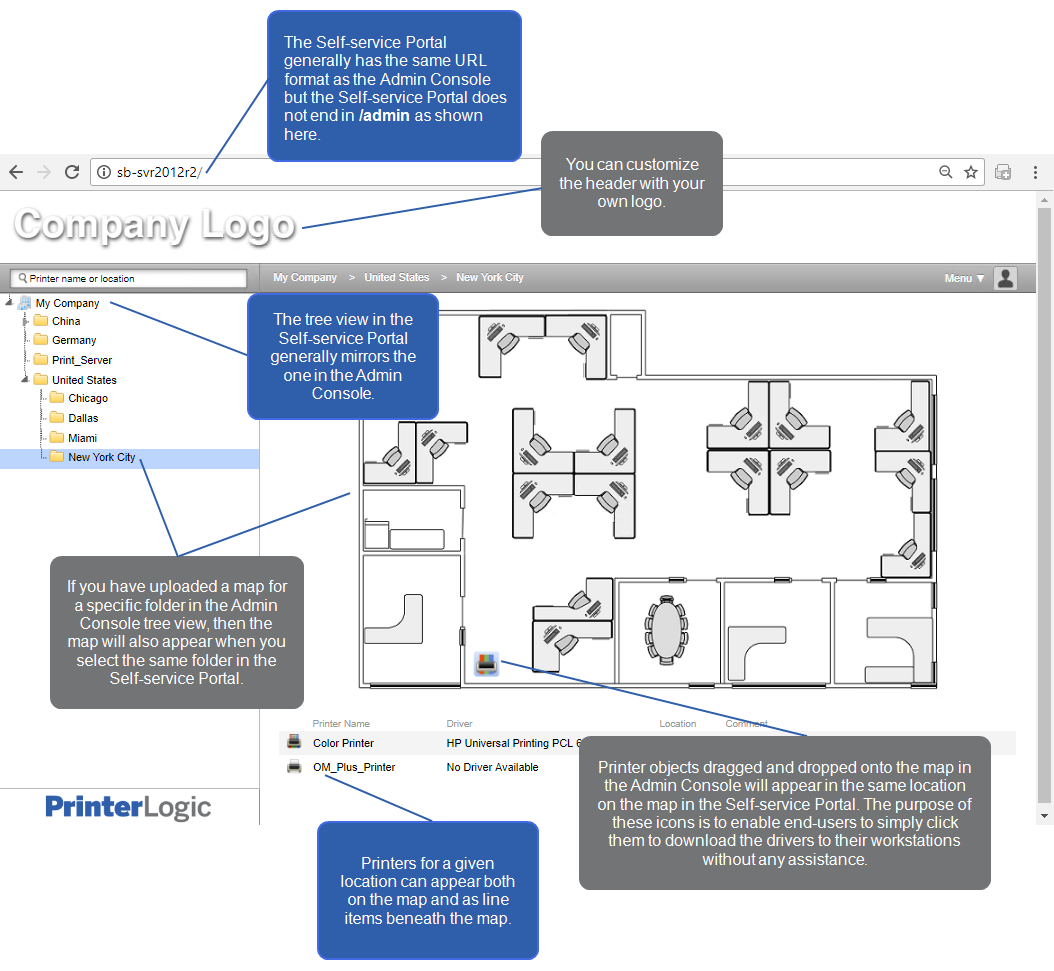 The Self-service Portal
generally has the same URL
format as the Admin Console
but the Self-service Portal does
not end in /admin as shown
here.
You can customize
the header with your
own logo.
sb-svr2012r2/
Company Logo
Printer name or location
My Company > United States > New York City
Menu ▼
My Company
China
Germany
Print_Server
United States
Chicago
Dallas
Miami
New York City
The tree view in the
Self-service Portal
generally mirrors the
one in the Admin
Console.
If you have uploaded a map for
a specific folder in the Admin
Console tree view, then the
map will also appear when you
select the same folder in the
Self-service Portal.
Printer Name Driver Location Comment
Color Printer HP Universal Printing PCL 6
OM_Plus_Printer No Driver Available
PrinterLogic
Printer objects dragged and dropped onto the map in
the Admin Console will appear in the same location
on the map in the Self-service Portal. The purpose of
these icons is to enable end-users to simply click
them to download the drivers to their workstations
without any assistance.
Printers for a given
location can appear both
on the map and as line
items beneath the map.